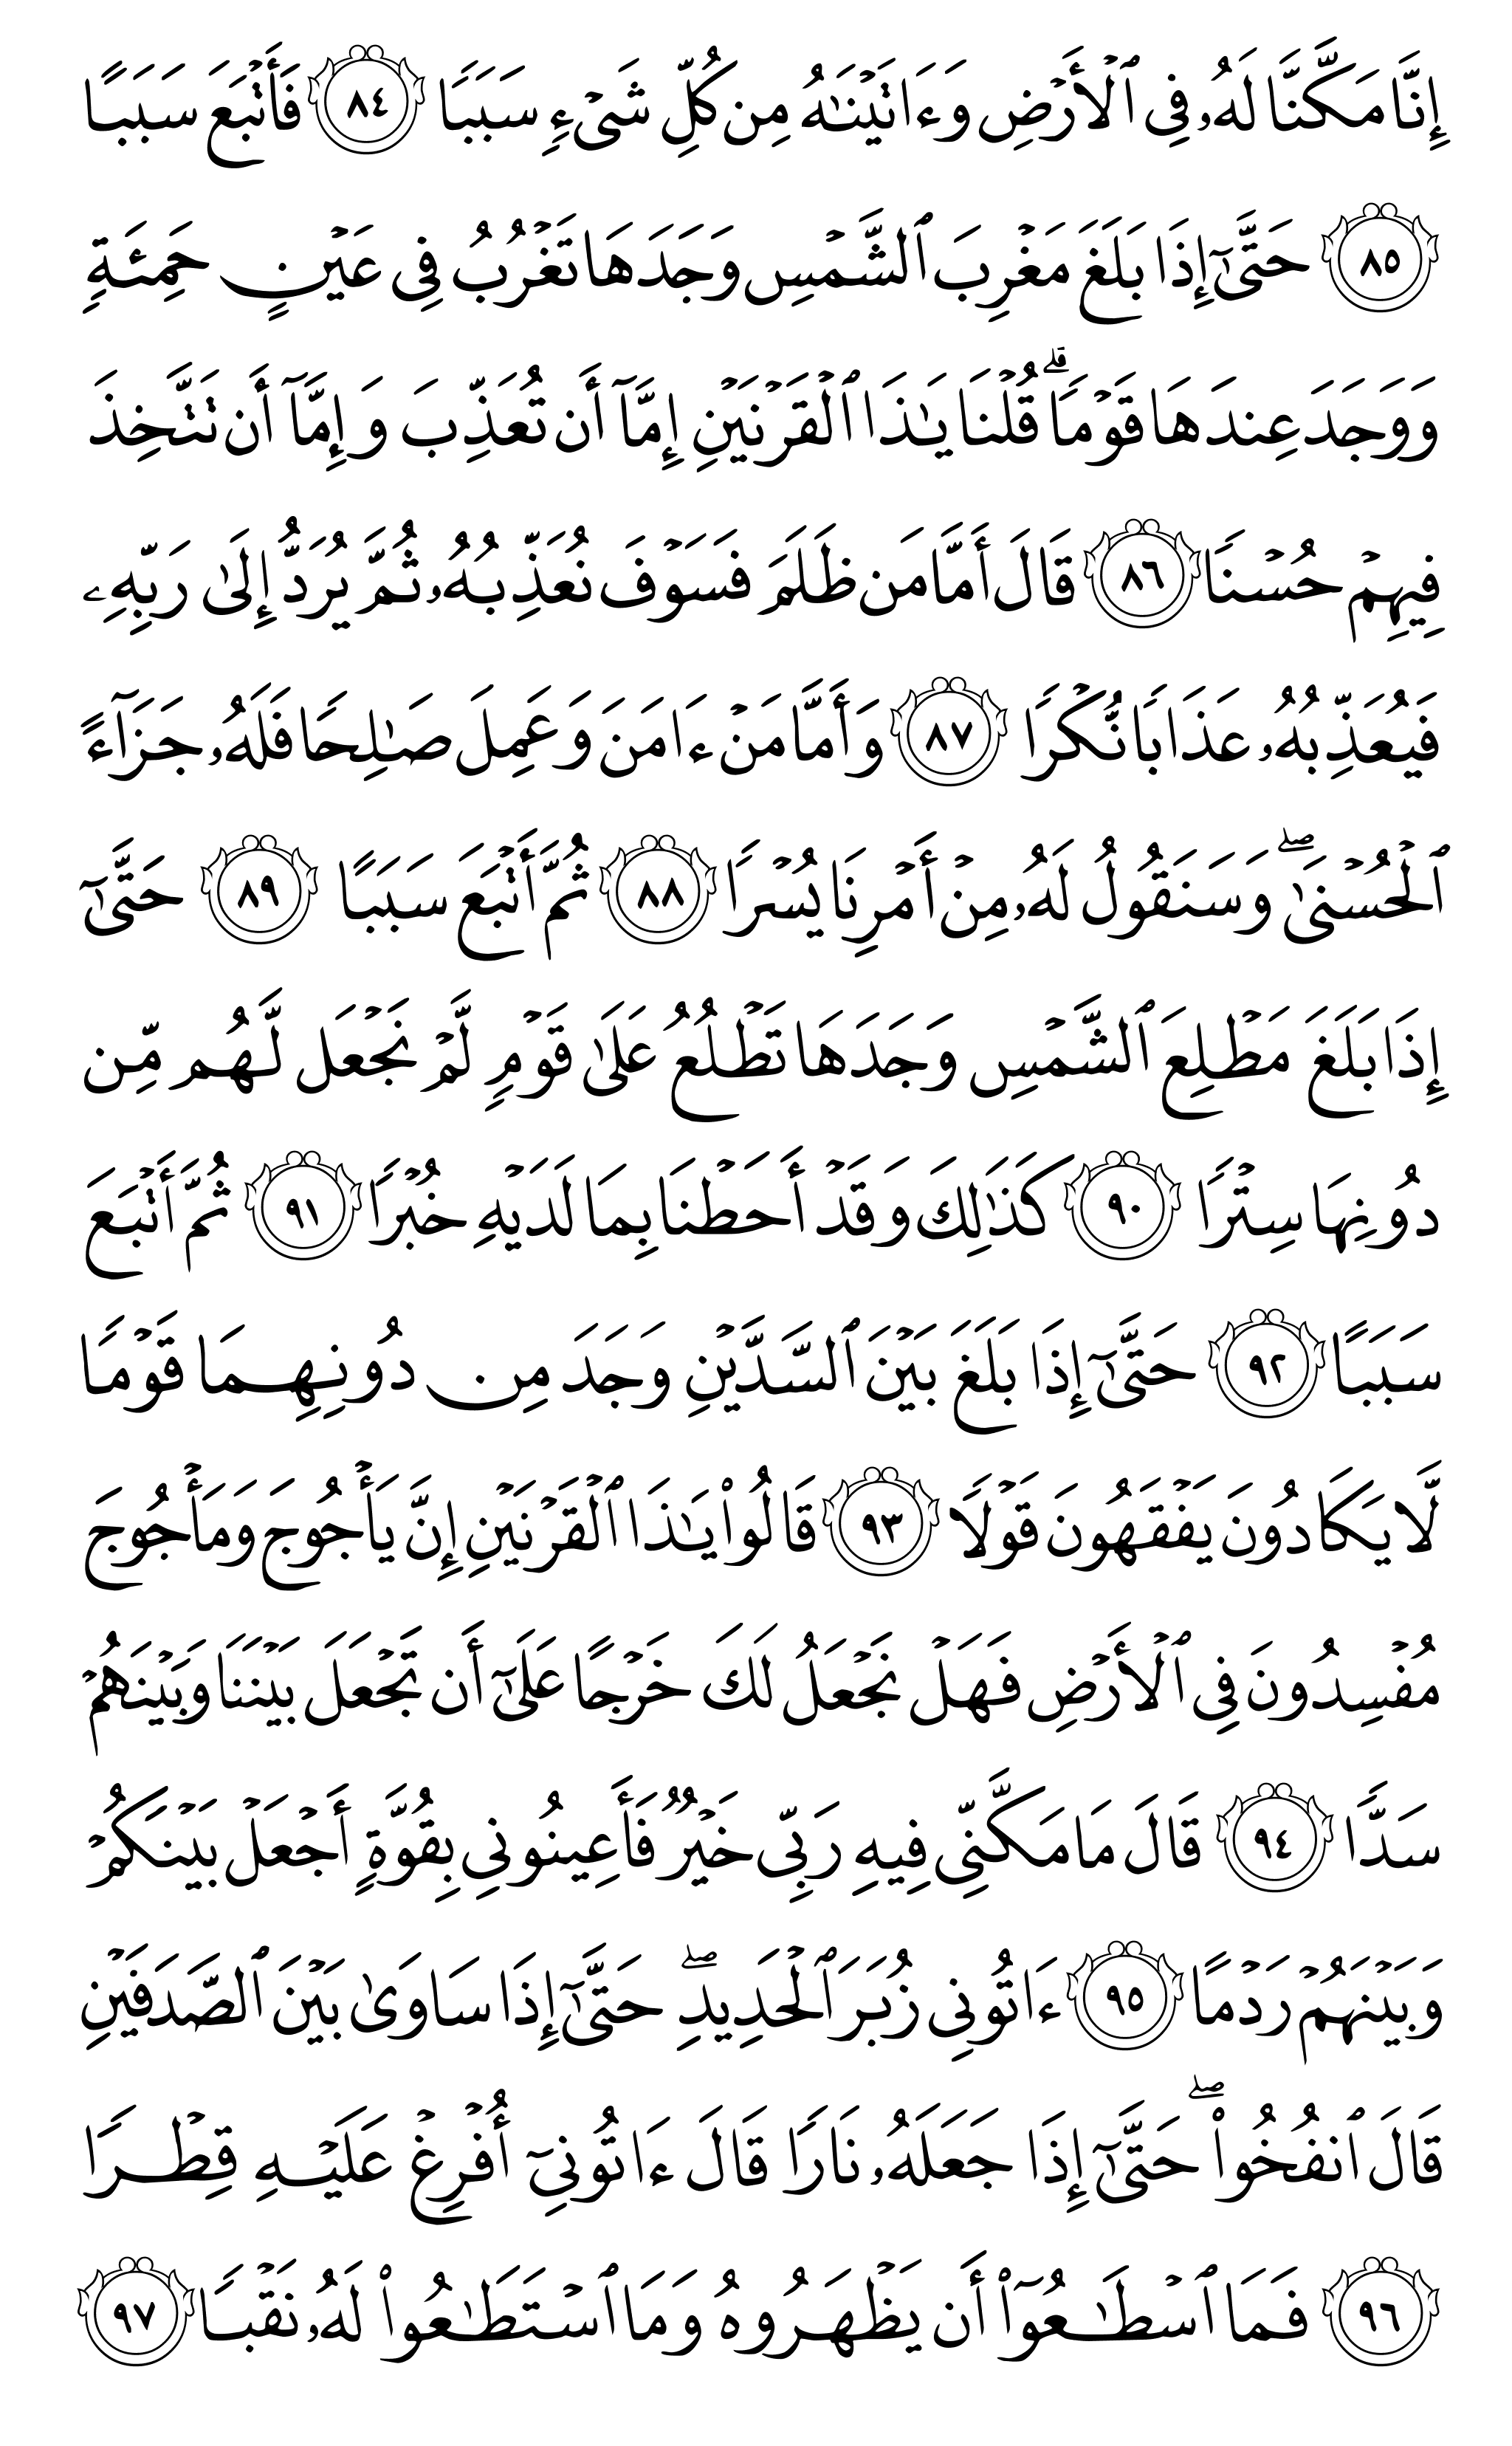 إِنَّا مَكَّنَّا لَهُۥ فِى ٱلْأَرْضِ وَءَاتَيْنَٰهُ مِن كُلِّ شَىْءٍ سَبَبًا ٨٤ فَأَتْبَعَ سَبَبًا
٨٥ حَتَّىٰٓ إِذَا بَلَغَ مَغْرِبَ ٱلشَّمْسِ وَجَدَهَا تَغْرُبُ فِى عَيْنٍ حَمِئَةٍ
وَوَجَدَ عِندَهَا قَوْمًا ۗ قُلْنَا يَٰذَا ٱلْقَرْنَيْنِ إِمَّآ أَن تُعَذِّبَ وَإِمَّآ أَن تَتَّخِذَ
فِيهِمْ حُسْنًا ٨٦ قَالَ أَمَّا مَن ظَلَمَ فَسَوْفَ نُعَذِّبُهُۥ ثُمَّ يُرَدُّ إِلَىٰ رَبِّهِۦ
فَيُعَذِّبُهُۥ عَذَابًا نُّكْرًا ٨٧ وَأَمَّا مَنْ ءَامَنَ وَعَمِلَ صَٰلِحًا فَلَهُۥ جَزَآءً
ٱلْحُسْنَىٰ ۖ وَسَنَقُولُ لَهُۥ مِنْ أَمْرِنَا يُسْرًا ٨٨ ثُمَّ أَتْبَعَ سَبَبًا ٨٩ حَتَّىٰٓ
إِذَا بَلَغَ مَطْلِعَ ٱلشَّمْسِ وَجَدَهَا تَطْلُعُ عَلَىٰ قَوْمٍ لَّمْ نَجْعَل لَّهُم مِّن
دُونِهَا سِتْرًا ٩٠ كَذَٰلِكَ وَقَدْ أَحَطْنَا بِمَا لَدَيْهِ خُبْرًا ٩١ ثُمَّ أَتْبَعَ
سَبَبًا ٩٢ حَتَّىٰٓ إِذَا بَلَغَ بَيْنَ ٱلسَّدَّيْنِ وَجَدَ مِن دُونِهِمَا قَوْمًا
لَّا يَكَادُونَ يَفْقَهُونَ قَوْلًا ٩٣ قَالُوا۟ يَٰذَا ٱلْقَرْنَيْنِ إِنَّ يَأْجُوجَ وَمَأْجُوجَ
مُفْسِدُونَ فِى ٱلْأَرْضِ فَهَلْ نَجْعَلُ لَكَ خَرْجًا عَلَىٰٓ أَن تَجْعَلَ بَيْنَنَا وَبَيْنَهُمْ
سَدًّا ٩٤ قَالَ مَا مَكَّنِّى فِيهِ رَبِّى خَيْرٌ فَأَعِينُونِى بِقُوَّةٍ أَجْعَلْ بَيْنَكُمْ
وَبَيْنَهُمْ رَدْمًا ٩٥ ءَاتُونِى زُبَرَ ٱلْحَدِيدِ ۖ حَتَّىٰٓ إِذَا سَاوَىٰ بَيْنَ ٱلصَّدَفَيْنِ
قَالَ ٱنفُخُوا۟ ۖ حَتَّىٰٓ إِذَا جَعَلَهُۥ نَارًا قَالَ ءَاتُونِىٓ أُفْرِغْ عَلَيْهِ قِطْرًا
٩٦ فَمَا ٱسْطَٰعُوٓا۟ أَن يَظْهَرُوهُ وَمَا ٱسْتَطَٰعُوا۟ لَهُۥ نَقْبًا ٩٧